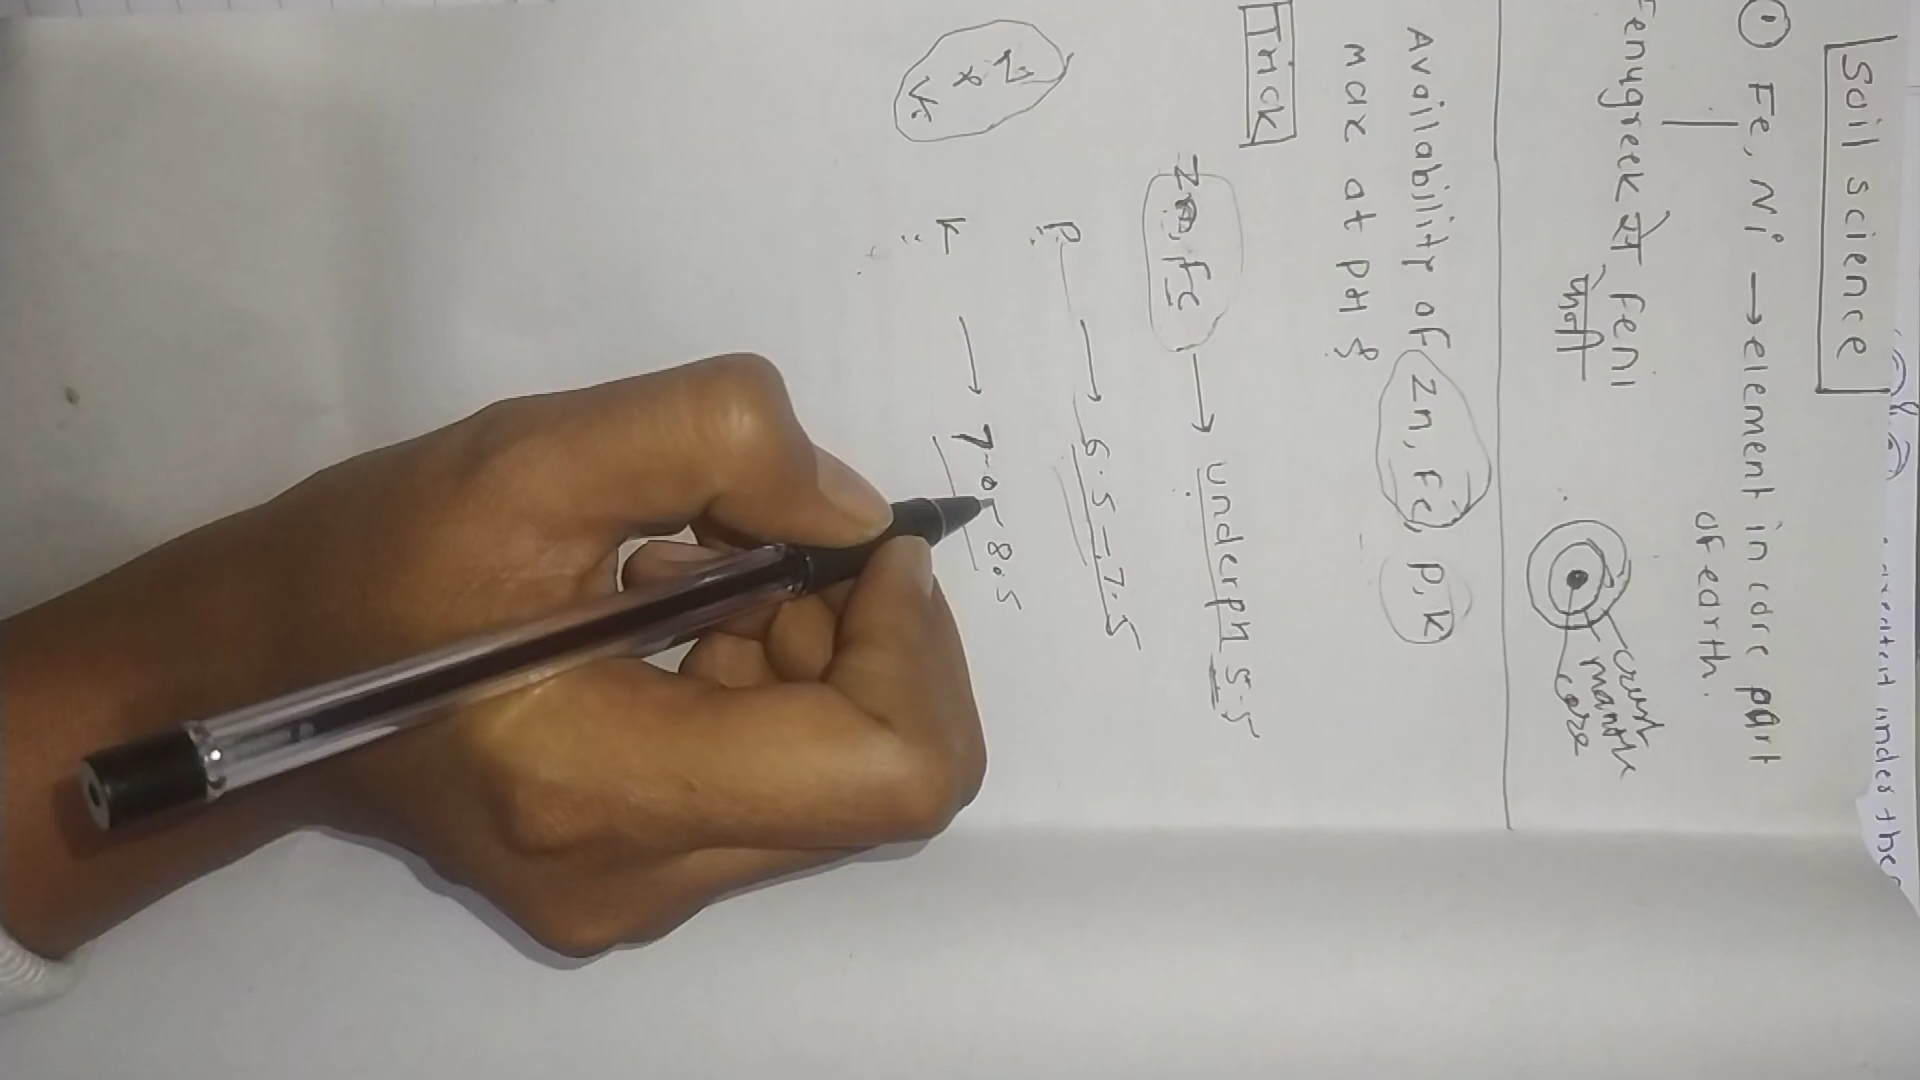 Soil science
① Fe, Ni → element in core part
of earth.
Fenugreek से Feni
crust
mantle
core
Availability of Zn, Fe, P, K
max at pH &
Trick
Zn, Fe → under pH 5.5
P → 6.5 - 7.5
K → 7.0 - 8.5